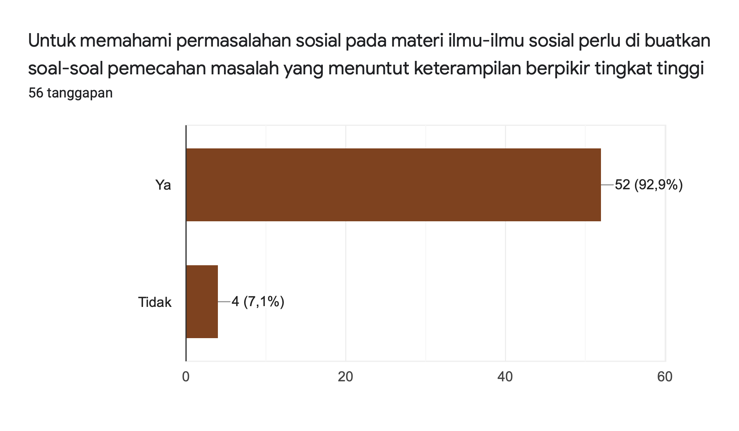 Untuk memahami permasalahan sosial pada materi ilmu-ilmu sosial perlu di buatkan
soal-soal pemecahan masalah yang menuntut keterampilan berpikir tingkat tinggi
56 tanggapan
Ya
52 (92,9%)
Tidak
4 (7,1%)
0
20
40
60